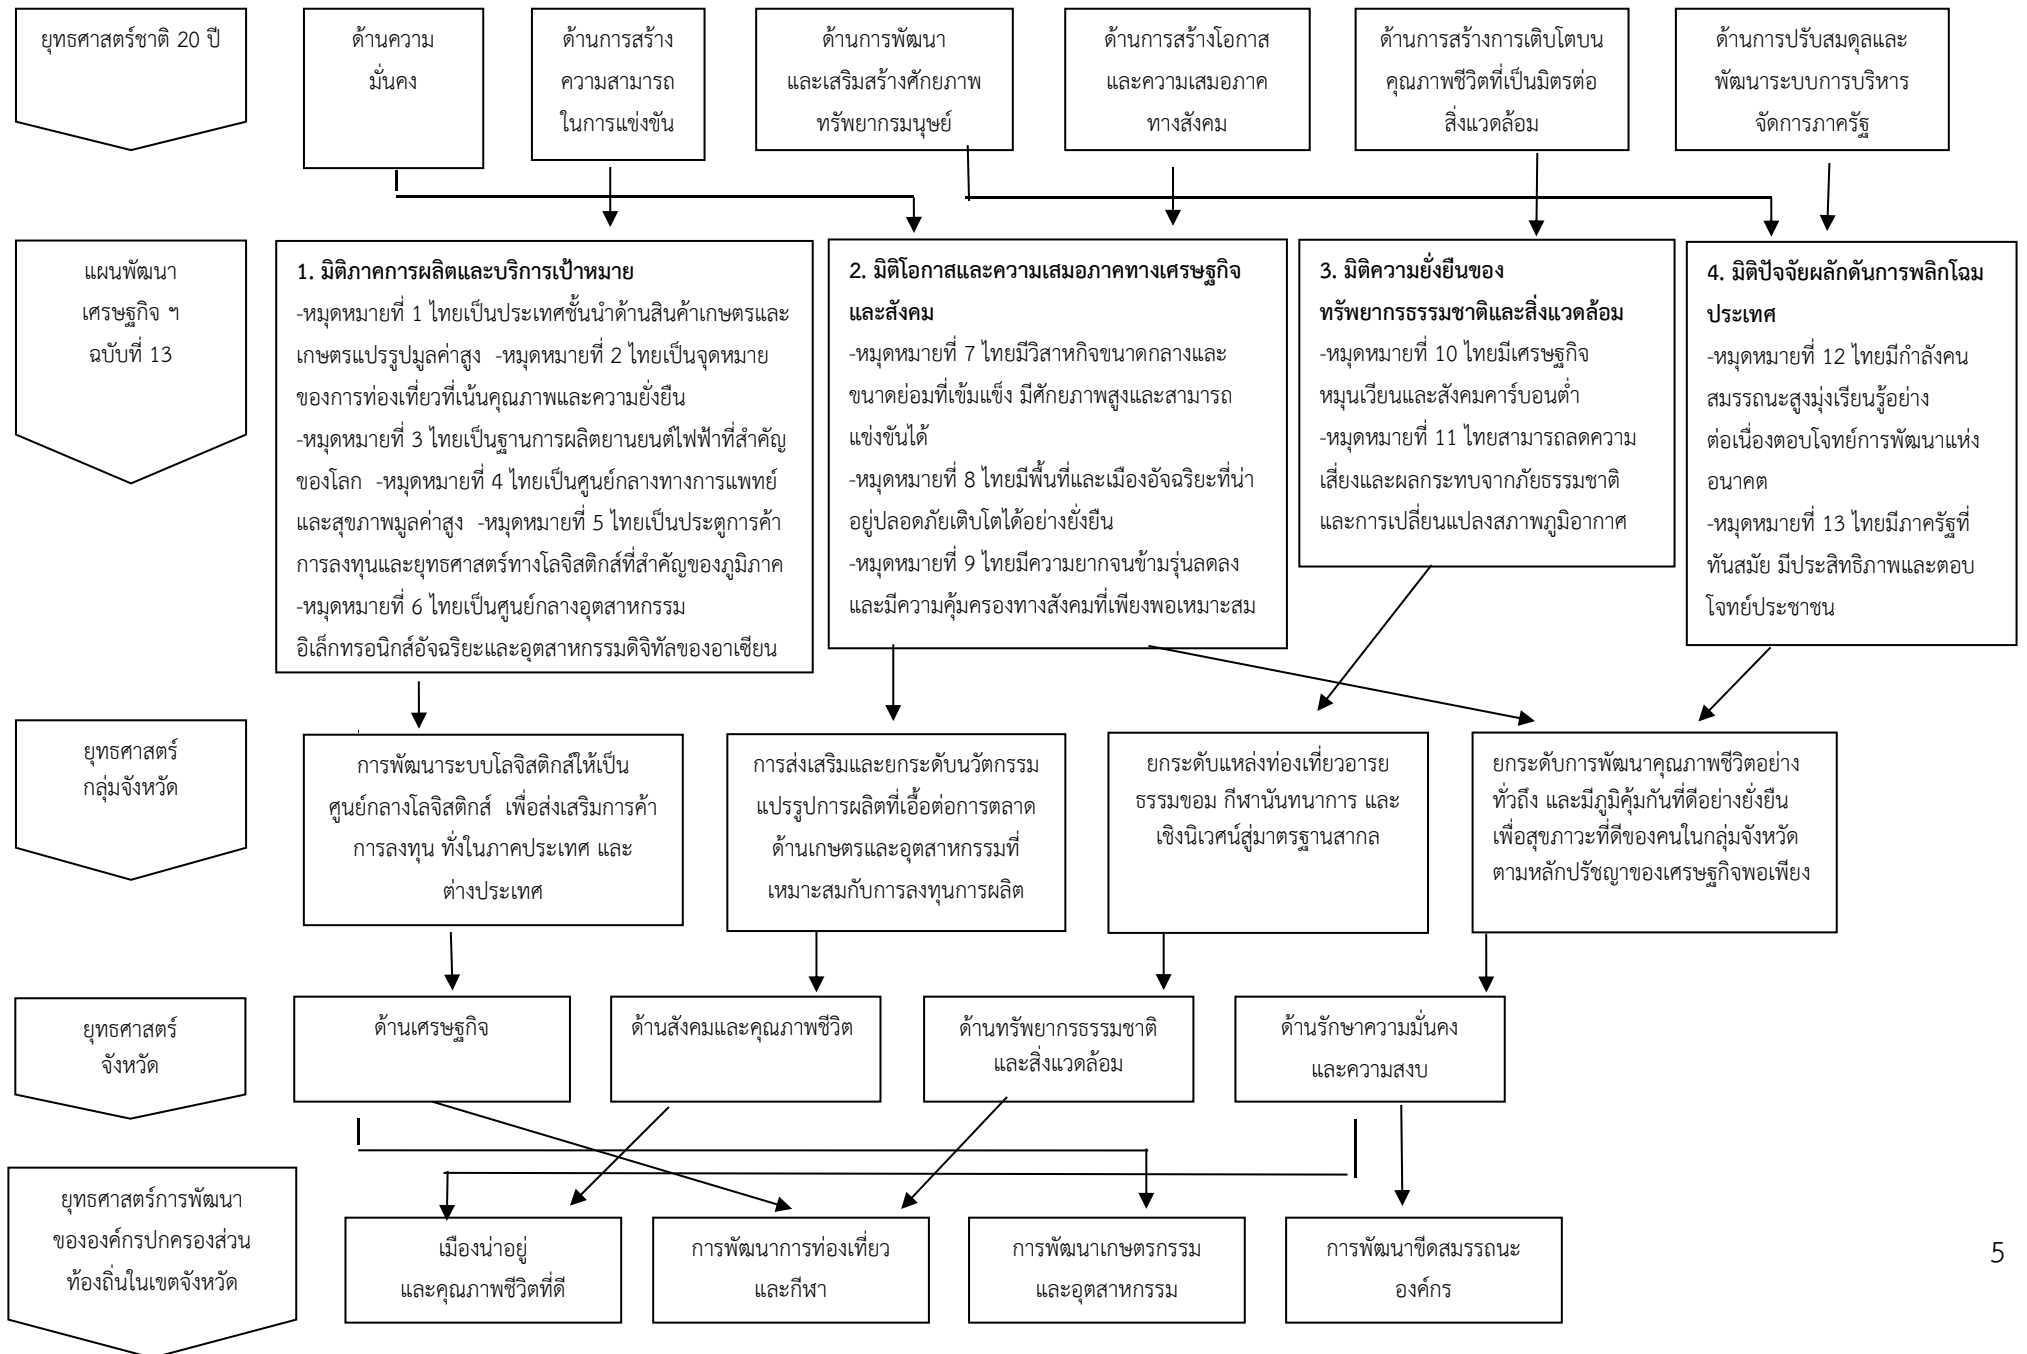 ยุทธศาสตร์ชาติ 20 ปี
ด้านความ
มั่นคง
ด้านการสร้าง
ความสามารถ
ในการแข่งขัน
ด้านการพัฒนา
และเสริมสร้างศักยภาพ
ทรัพยากรมนุษย์
ด้านการสร้างโอกาส
และความเสมอภาค
ทางสังคม
ด้านการสร้างการเติบโตบน
คุณภาพชีวิตที่เป็นมิตรต่อ
สิ่งแวดล้อม
ด้านการปรับสมดุลและ
พัฒนาระบบการบริหาร
จัดการภาครัฐ
แผนพัฒนา
เศรษฐกิจ ฯ
ฉบับที่ 13
1. มิติภาคการผลิตและบริการเป้าหมาย
-หมุดหมายที่ 1 ไทยเป็นประเทศชั้นนำด้านสินค้าเกษตรและ
เกษตรแปรรูปมูลค่าสูง -หมุดหมายที่ 2 ไทยเป็นจุดหมาย
ของการท่องเที่ยวที่เน้นคุณภาพและความยั่งยืน
-หมุดหมายที่ 3 ไทยเป็นฐานการผลิตยานยนต์ไฟฟ้าที่สำคัญ
ของโลก -หมุดหมายที่ 4 ไทยเป็นศูนย์กลางทางการแพทย์
และสุขภาพมูลค่าสูง -หมุดหมายที่ 5 ไทยเป็นประตูการค้า
การลงทุนและยุทธศาสตร์ทางโลจิสติกส์ที่สำคัญของภูมิภาค
-หมุดหมายที่ 6 ไทยเป็นศูนย์กลางอุตสาหกรรม
อิเล็กทรอนิกส์อัจฉริยะและอุตสาหกรรมดิจิทัลของอาเซียน
2. มิติโอกาสและความเสมอภาคทางเศรษฐกิจ
และสังคม
-หมุดหมายที่ 7 ไทยมีวิสาหกิจขนาดกลางและ
ขนาดย่อมที่เข้มแข็ง มีศักยภาพสูงและสามารถ
แข่งขันได้
-หมุดหมายที่ 8 ไทยมีพื้นที่และเมืองอัจฉริยะที่น่า
อยู่ปลอดภัยเติบโตได้อย่างยั่งยืน
-หมุดหมายที่ 9 ไทยมีความยากจนข้ามรุ่นลดลง
และมีความคุ้มครองทางสังคมที่เพียงพอเหมาะสม
3. มิติความยั่งยืนของ
ทรัพยากรธรรมชาติและสิ่งแวดล้อม
-หมุดหมายที่ 10 ไทยมีเศรษฐกิจ
หมุนเวียนและสังคมคาร์บอนต่ำ
-หมุดหมายที่ 11 ไทยสามารถลดความ
เสี่ยงและผลกระทบจากภัยธรรมชาติ
และการเปลี่ยนแปลงสภาพภูมิอากาศ
4. มิติปัจจัยผลักดันการพลิกโฉม
ประเทศ
-หมุดหมายที่ 12 ไทยมีกำลังคน
สมรรถนะสูงมุ่งเรียนรู้อย่าง
ต่อเนื่องตอบโจทย์การพัฒนาแห่ง
อนาคต
-หมุดหมายที่ 13 ไทยมีภาครัฐที่
ทันสมัย มีประสิทธิภาพและตอบ
โจทย์ประชาชน
ยุทธศาสตร์
กลุ่มจังหวัด
การพัฒนาระบบโลจิสติกส์ให้เป็น
ศูนย์กลางโลจิสติกส์ เพื่อส่งเสริมการค้า
การลงทุน ทั่งในภาคประเทศ และ
ต่างประเทศ
การส่งเสริมและยกระดับนวัตกรรม
แปรรูปการผลิตที่เอื้อต่อการตลาด
ด้านเกษตรและอุตสาหกรรมที่
เหมาะสมกับการลงทุนการผลิต
ยกระดับแหล่งท่องเที่ยวอารย
ธรรมขอม กีฬานันทนาการ และ
เชิงนิเวศน์สู่มาตรฐานสากล
ยกระดับการพัฒนาคุณภาพชีวิตอย่าง
ทั่วถึง และมีภูมิคุ้มกันที่ดีอย่างยั่งยืน
เพื่อสุขภาวะที่ดีของคนในกลุ่มจังหวัด
ตามหลักปรัชญาของเศรษฐกิจพอเพียง
ยุทธศาสตร์
จังหวัด
ด้านเศรษฐกิจ
ด้านสังคมและคุณภาพชีวิต
ด้านทรัพยากรธรรมชาติ
และสิ่งแวดล้อม
ด้านรักษาความมั่นคง
และความสงบ
ยุทธศาสตร์การพัฒนา
ขององค์กรปกครองส่วน
ท้องถิ่นในเขตจังหวัด
เมืองน่าอยู่
และคุณภาพชีวิตที่ดี
การพัฒนาการท่องเที่ยว
และกีฬา
การพัฒนาเกษตรกรรม
และอุตสาหกรรม
การพัฒนาขีดสมรรถนะ
องค์กร
5